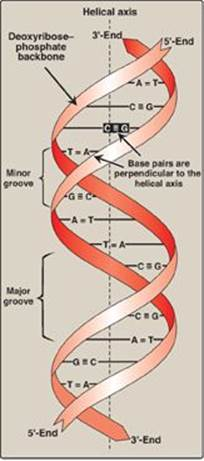 Helical axis
Deoxyribose–
phosphate
backbone
3'-End
5'-End
A = T
C ≡ G
C ≡ G
T = A
Base pairs are
perpendicular to the
helical axis
Minor
groove
G ≡ C
A = T
T = A
Major
groove
C ≡ G
C ≡ G
A = T
G ≡ C
T = A
5'-End
3'-End